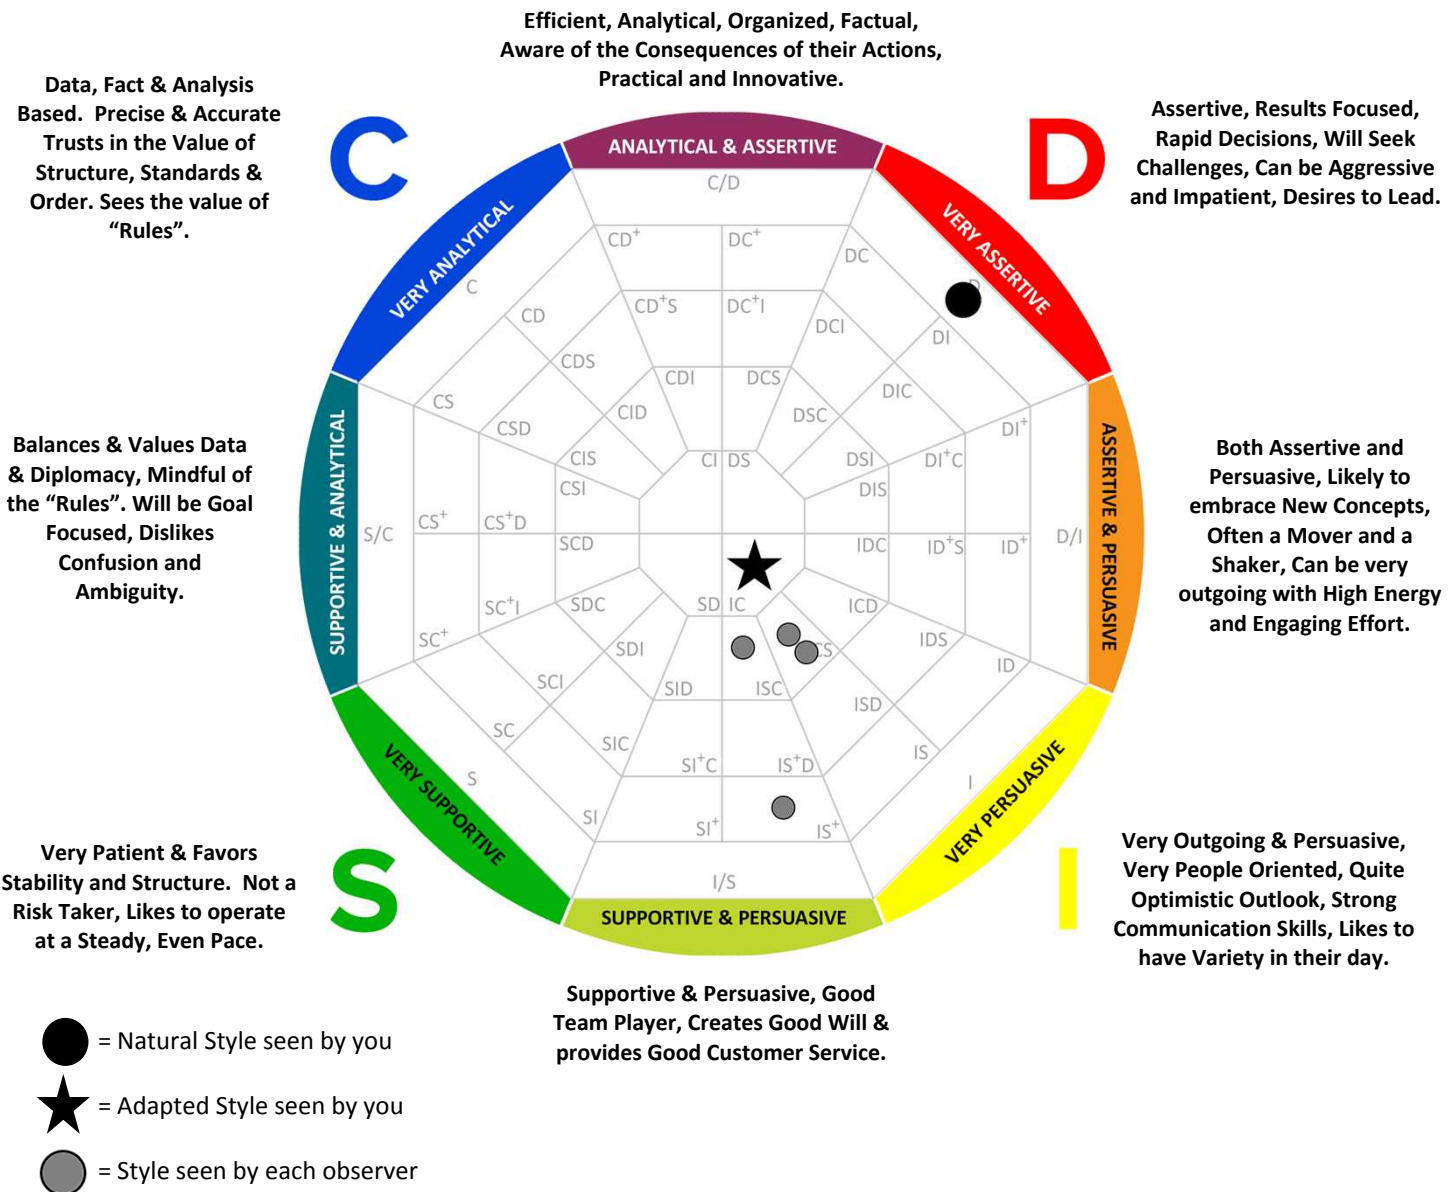 Efficient, Analytical, Organized, Factual,
Aware of the Consequences of their Actions,
Practical and Innovative.
Data, Fact & Analysis
Based.  Precise & Accurate
Trusts in the Value of
Structure, Standards &
Order. Sees the value of
“Rules”.
C
D
Assertive, Results Focused,
Rapid Decisions, Will Seek
Challenges, Can be Aggressive
and Impatient, Desires to Lead.
ANALYTICAL & ASSERTIVE
VERY ANALYTICAL
VERY ASSERTIVE
C/D
CD+
DC+
DC
C
D
CD
CD+S
DC+I
DCI
DI
CDS
CDI
DCS
DIC
CS
CID
DSC
CSD
DI+
CIS
CI
DS
DSI
DI+C
CSI
DIS
SUPPORTIVE & ANALYTICAL
ASSERTIVE & PERSUASIVE
Balances & Values Data
& Diplomacy, Mindful of
the “Rules”. Will be Goal
Focused, Dislikes
Confusion and
Ambiguity.
Both Assertive and
Persuasive, Likely to
embrace New Concepts,
Often a Mover and a
Shaker, Can be very
outgoing with High Energy
and Engaging Effort.
S/C
CS+
CS+D
SCD
IDC
ID+S
ID+
D/I
SC+I
SDC
SD
IC
ICD
SC+
SDI
CS
IDS
ID
SCI
SID
ISC
ISD
SC
SIC
IS
S
SI+C
IS+D
I
SI
SI+
IS+
I/S
VERY SUPPORTIVE
VERY PERSUASIVE
SUPPORTIVE & PERSUASIVE
Very Patient & Favors
Stability and Structure.  Not a
Risk Taker, Likes to operate
at a Steady, Even Pace.
S
I
Very Outgoing & Persuasive,
Very People Oriented, Quite
Optimistic Outlook, Strong
Communication Skills, Likes to
have Variety in their day.
Supportive & Persuasive, Good
Team Player, Creates Good Will &
provides Good Customer Service.
= Natural Style seen by you
= Adapted Style seen by you
= Style seen by each observer